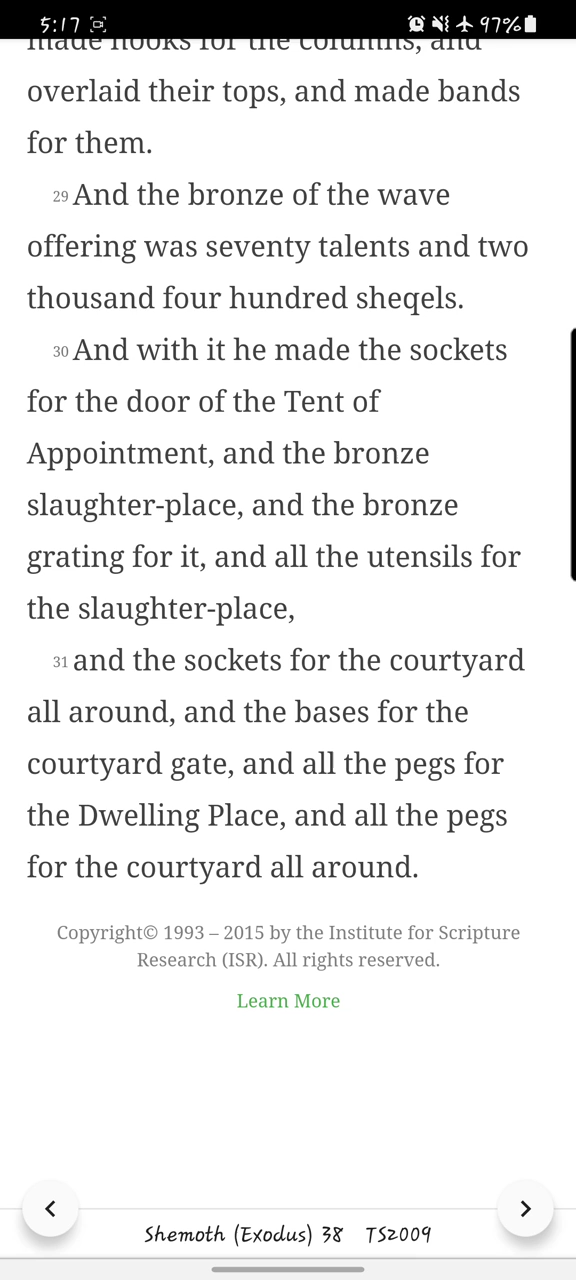 5:17 97%
made hooks for the columns, and
overlaid their tops, and made bands
for them.
29 And the bronze of the wave
offering was seventy talents and two
thousand four hundred sheqels.
30 And with it he made the sockets
for the door of the Tent of
Appointment, and the bronze
slaughter-place, and the bronze
grating for it, and all the utensils for
the slaughter-place,
31 and the sockets for the courtyard
all around, and the bases for the
courtyard gate, and all the pegs for
the Dwelling Place, and all the pegs
for the courtyard all around.
Copyright© 1993 – 2015 by the Institute for Scripture
Research (ISR). All rights reserved.
Learn More
Shemoth (Exodus) 38 TS2009